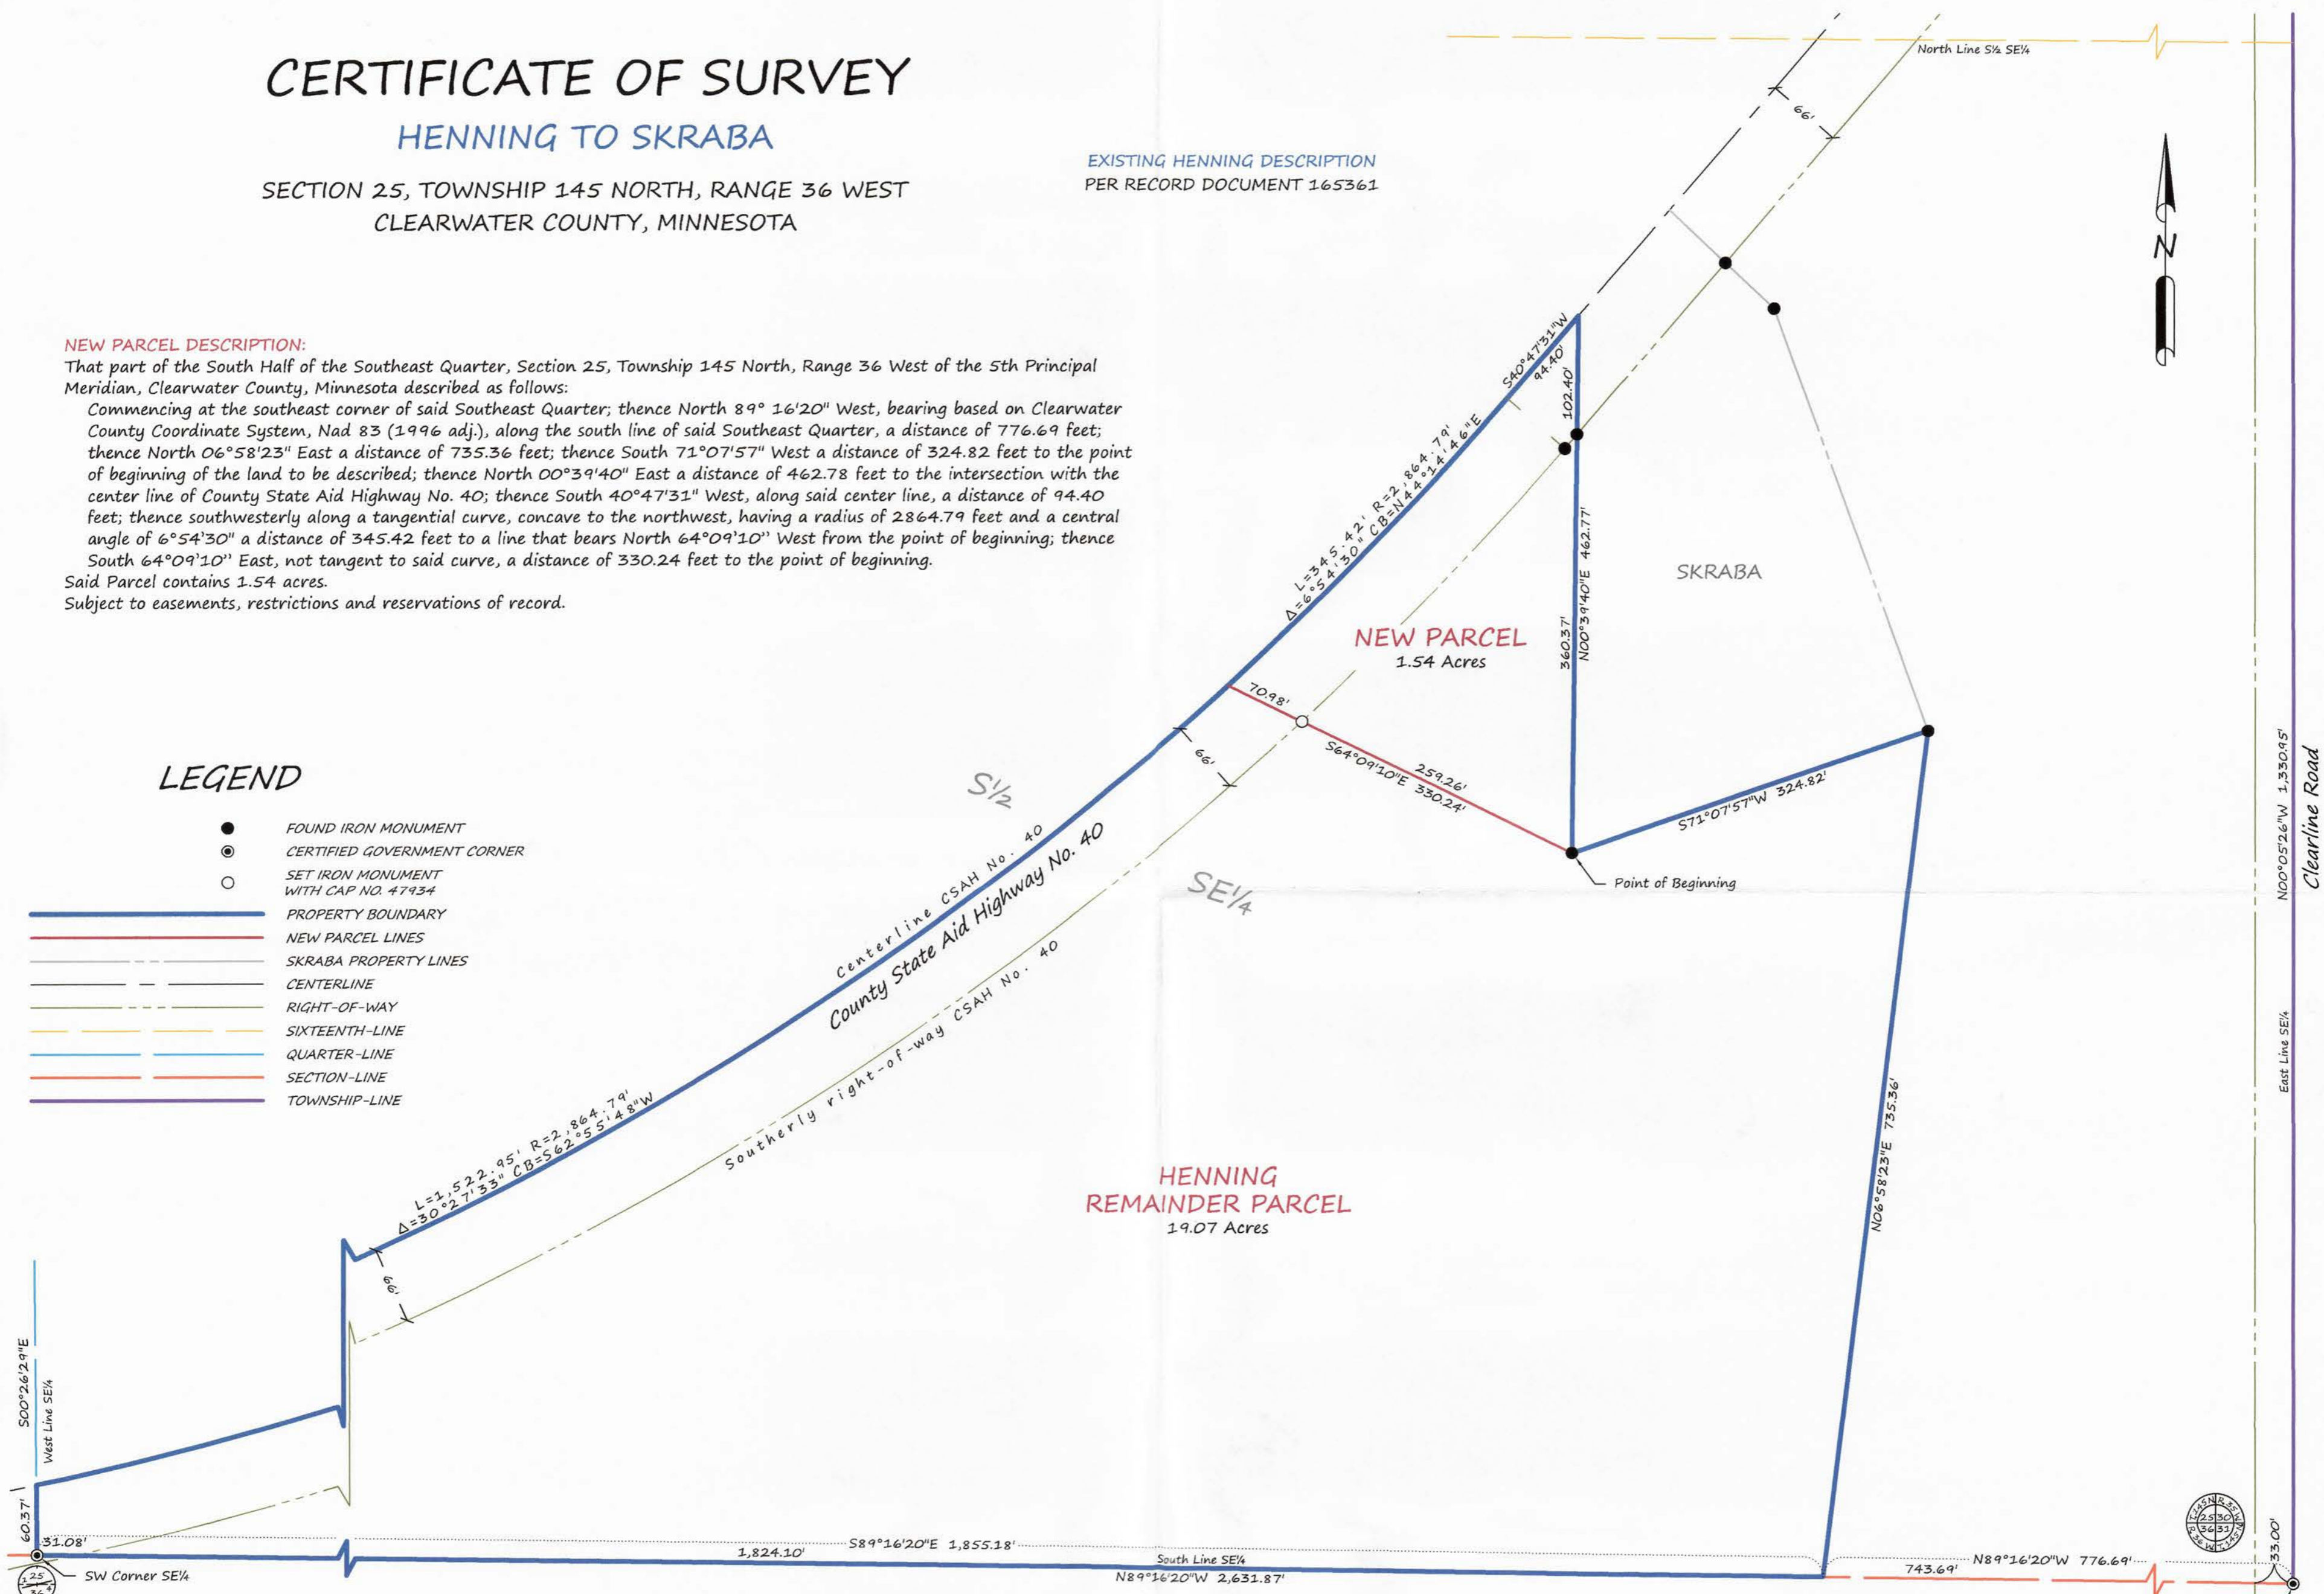 CERTIFICATE OF SURVEY
HENNING TO SKRABA
SECTION 25, TOWNSHIP 145 NORTH, RANGE 36 WEST
CLEARWATER COUNTY, MINNESOTA
EXISTING HENNING DESCRIPTION
PER RECORD DOCUMENT 165361
North Line S½ SE¼
66'
N
NEW PARCEL DESCRIPTION:
That part of the South Half of the Southeast Quarter, Section 25, Township 145 North, Range 36 West of the 5th Principal
Meridian, Clearwater County, Minnesota described as follows:
Commencing at the southeast corner of said Southeast Quarter; thence North 89° 16'20" West, bearing based on Clearwater
County Coordinate System, Nad 83 (1996 adj.), along the south line of said Southeast Quarter, a distance of 776.69 feet;
thence North 06°58'23" East a distance of 735.36 feet; thence South 71°07'57" West a distance of 324.82 feet to the point
of beginning of the land to be described; thence North 00°39'40" East a distance of 462.78 feet to the intersection with the
center line of County State Aid Highway No. 40; thence South 40°47'31" West, along said center line, a distance of 94.40
feet; thence southwesterly along a tangential curve, concave to the northwest, having a radius of 2864.79 feet and a central
angle of 6°54'30" a distance of 345.42 feet to a line that bears North 64°09'10" West from the point of beginning; thence
South 64°09'10" East, not tangent to said curve, a distance of 330.24 feet to the point of beginning.
Said Parcel contains 1.54 acres.
Subject to easements, restrictions and reservations of record.
S40°47'31"W
94.40'
102.40'
L=345.42' R=2,864.79'
Δ=6°54'30" CB=N44°14'46"E
360.37'
N00°39'40"E 462.77'
SKRABA
NEW PARCEL
1.54 Acres
70.98'
259.26'
S64°09'10"E 330.24'
66'
S71°07'57"W 324.82'
Point of Beginning
N00°05'26"W 1,330.95'
Clearline Road
East Line SE¼
S½
SE¼
LEGEND
FOUND IRON MONUMENT
CERTIFIED GOVERNMENT CORNER
SET IRON MONUMENT
WITH CAP NO. 47934
PROPERTY BOUNDARY
NEW PARCEL LINES
SKRABA PROPERTY LINES
CENTERLINE
RIGHT-OF-WAY
SIXTEENTH-LINE
QUARTER-LINE
SECTION-LINE
TOWNSHIP-LINE
Centerline CSAH No. 40
County State Aid Highway No. 40
Southerly right-of-way CSAH No. 40
L=1,522.95' R=2,864.79'
Δ=30°27'33" CB=S62°55'48"W
66'
HENNING
REMAINDER PARCEL
19.07 Acres
N06°58'23"E 735.36'
S00°26'29"E
West Line SE¼
60.37'
31.08'
S89°16'20"E 1,855.18'
1,824.10'
South Line SE¼
N89°16'20"W 2,631.87'
N89°16'20"W 776.69'
743.69'
33.00'
SW Corner SE¼
25
T.145N R.35W
25 30
36 31